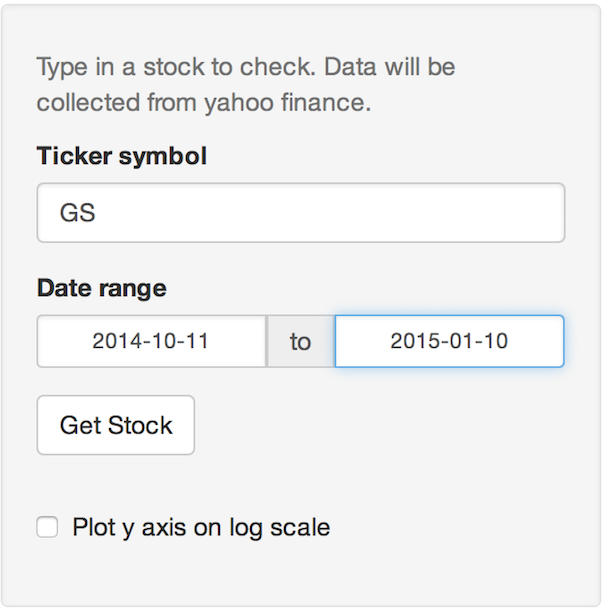 Type in a stock to check. Data will be
collected from yahoo finance.
Ticker symbol
GS
Date range
2014-10-11 to 2015-01-10
Get Stock
Plot y axis on log scale